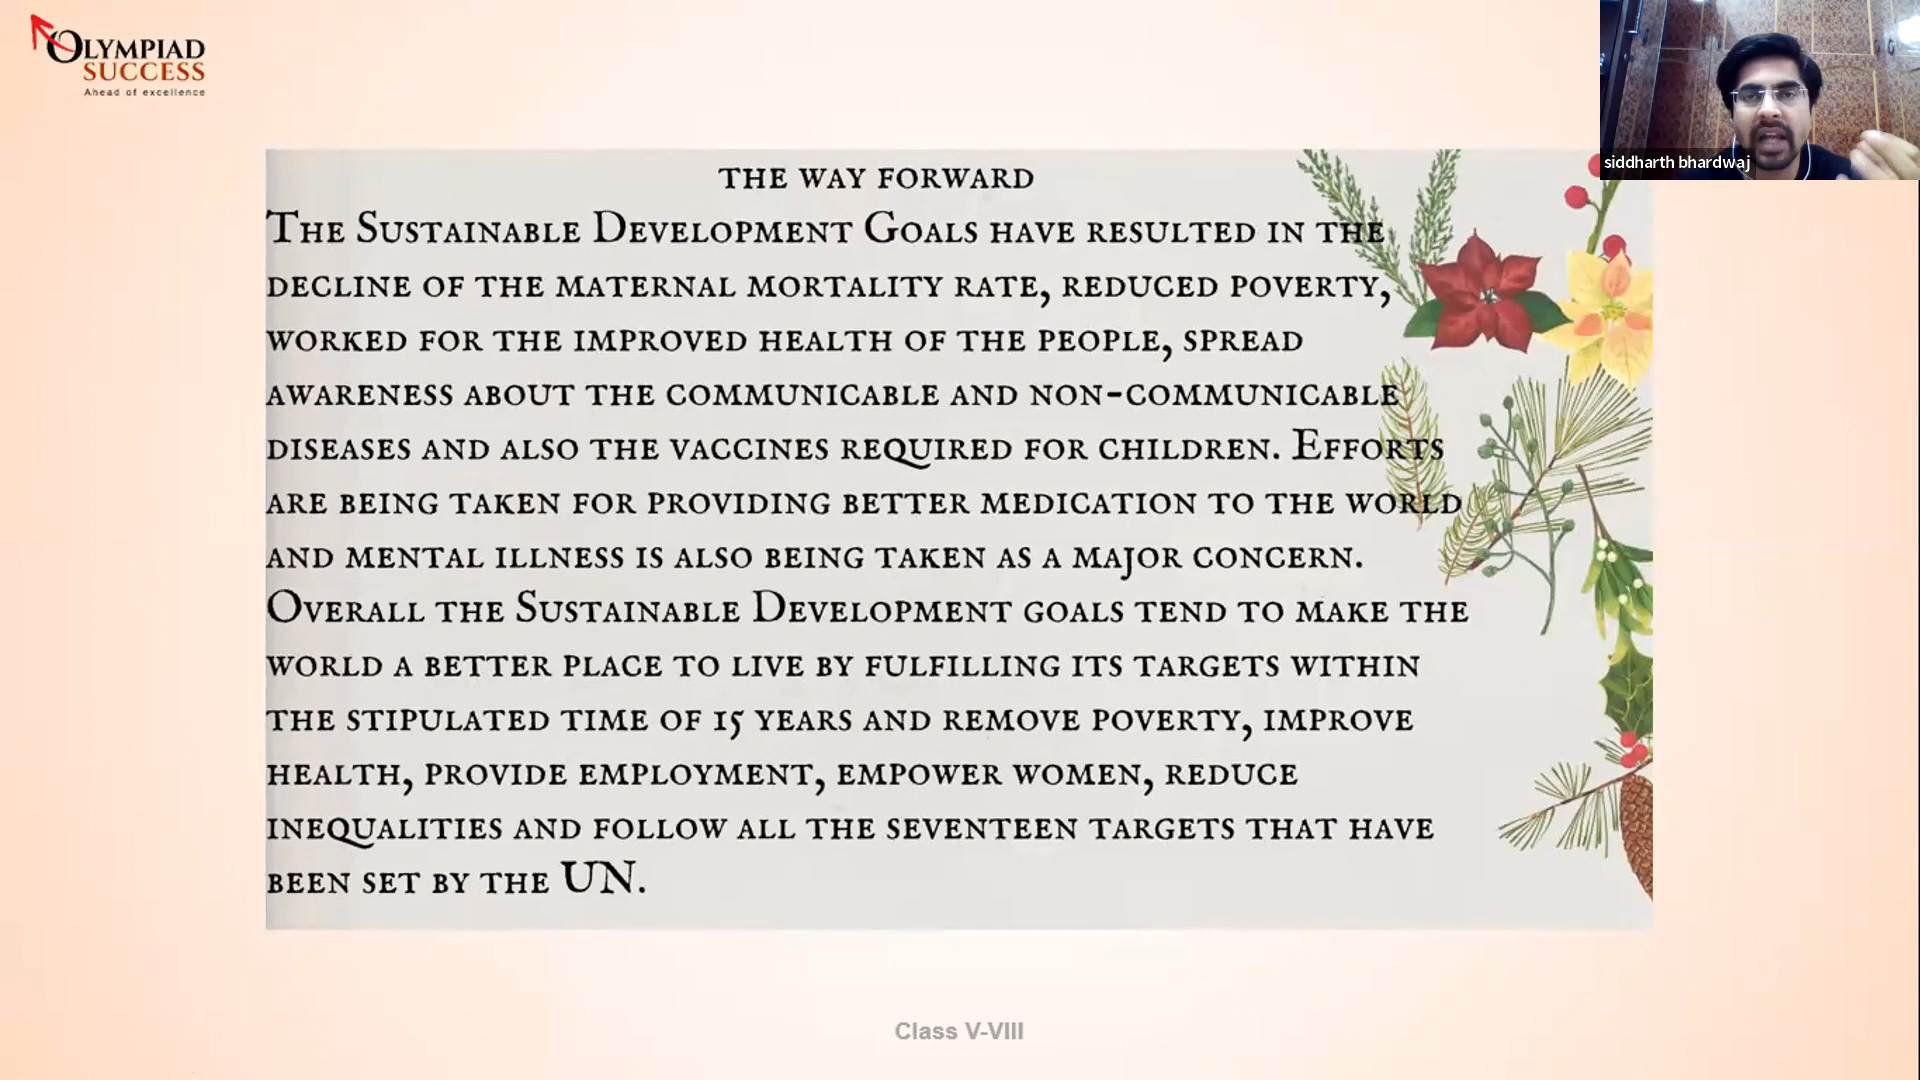 OLYMPIAD
SUCCESS
Ahead of excellence
siddharth bhardwaj
THE WAY FORWARD
THE SUSTAINABLE DEVELOPMENT GOALS HAVE RESULTED IN THE
DECLINE OF THE MATERNAL MORTALITY RATE, REDUCED POVERTY,
WORKED FOR THE IMPROVED HEALTH OF THE PEOPLE, SPREAD
AWARENESS ABOUT THE COMMUNICABLE AND NON-COMMUNICABLE
DISEASES AND ALSO THE VACCINES REQUIRED FOR CHILDREN. EFFORTS
ARE BEING TAKEN FOR PROVIDING BETTER MEDICATION TO THE WORLD
AND MENTAL ILLNESS IS ALSO BEING TAKEN AS A MAJOR CONCERN.
OVERALL THE SUSTAINABLE DEVELOPMENT GOALS TEND TO MAKE THE
WORLD A BETTER PLACE TO LIVE BY FULFILLING ITS TARGETS WITHIN
THE STIPULATED TIME OF 15 YEARS AND REMOVE POVERTY, IMPROVE
HEALTH, PROVIDE EMPLOYMENT, EMPOWER WOMEN, REDUCE
INEQUALITIES AND FOLLOW ALL THE SEVENTEEN TARGETS THAT HAVE
BEEN SET BY THE UN.
Class V-VIII